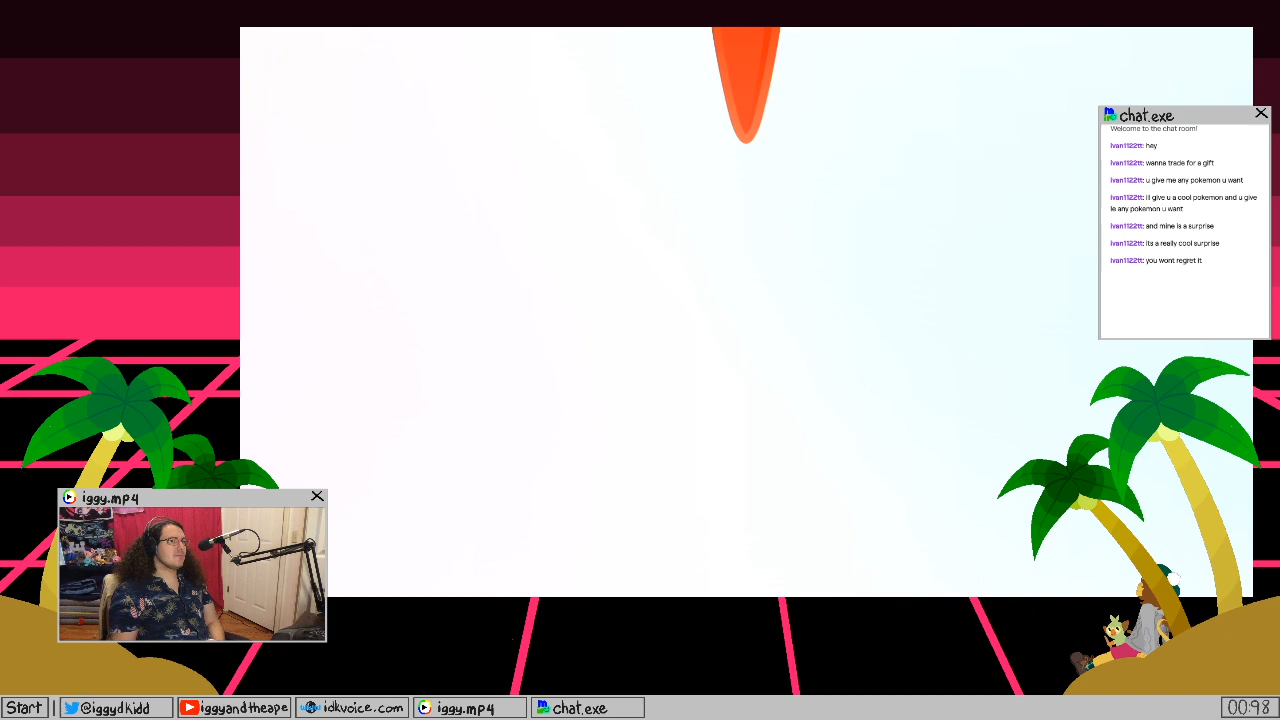 chat.exe
Welcome to the chat room!
ivan1122tt: hey
ivan1122tt: wanna trade for a gift
ivan1122tt: u give me any pokemon u want
ivan1122tt: ill give u a cool pokemon and u give
le any pokemon u want
ivan1122tt: and mine is a surprise
ivan1122tt: its a really cool surprise
ivan1122tt: you wont regret it
iggy.mp4
Start
@iggydkidd
iggyandtheape
idkvoice.com
iggy.mp4
chat.exe
00:98